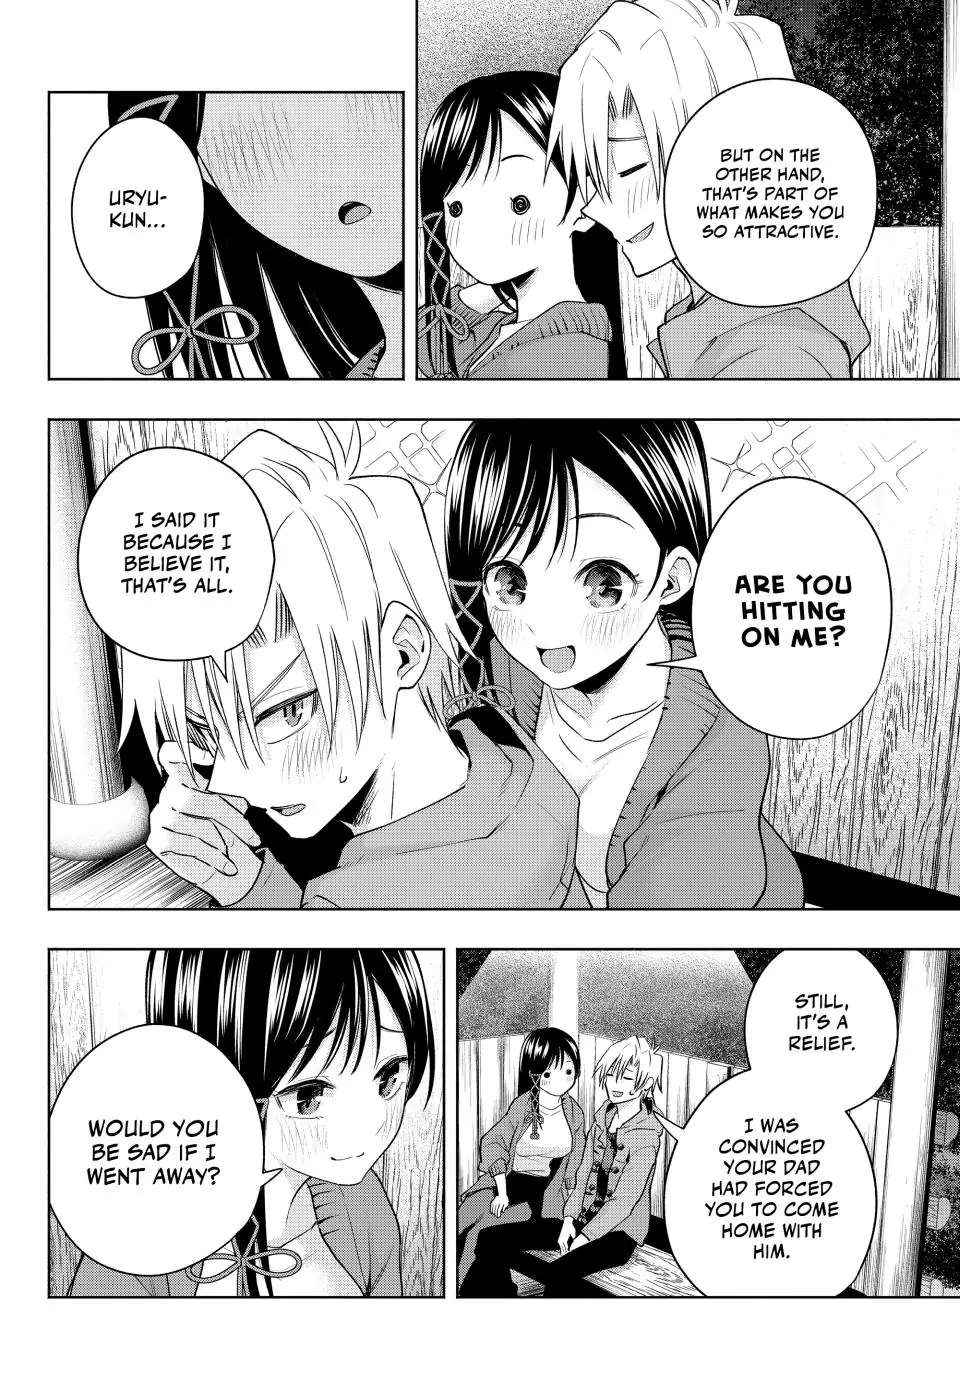 BUT ON THE
OTHER HAND,
THAT'S PART OF
WHAT MAKES YOU
SO ATTRACTIVE.
URYU-
KUN...
ARE YOU
HITTING
ON ME?
I SAID IT
BECAUSE I
BELIEVE IT,
THAT'S ALL.
STILL,
IT'S A
RELIEF.
I WAS
CONVINCED
YOUR DAD
HAD FORCED
YOU TO COME
HOME WITH
HIM.
WOULD YOU
BE SAD IF I
WENT AWAY?